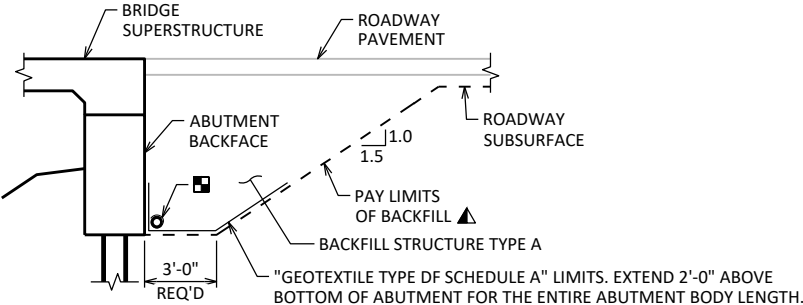 BRIDGE
SUPERSTRUCTURE
ROADWAY
PAVEMENT
ABUTMENT
BACKFACE
1.0
1.5
ROADWAY
SUBSURFACE
PAY LIMITS
OF BACKFILL
BACKFILL STRUCTURE TYPE A
3'-0"
REQ'D
"GEOTEXTILE TYPE DF SCHEDULE A" LIMITS. EXTEND 2'-0" ABOVE
BOTTOM OF ABUTMENT FOR THE ENTIRE ABUTMENT BODY LENGTH.